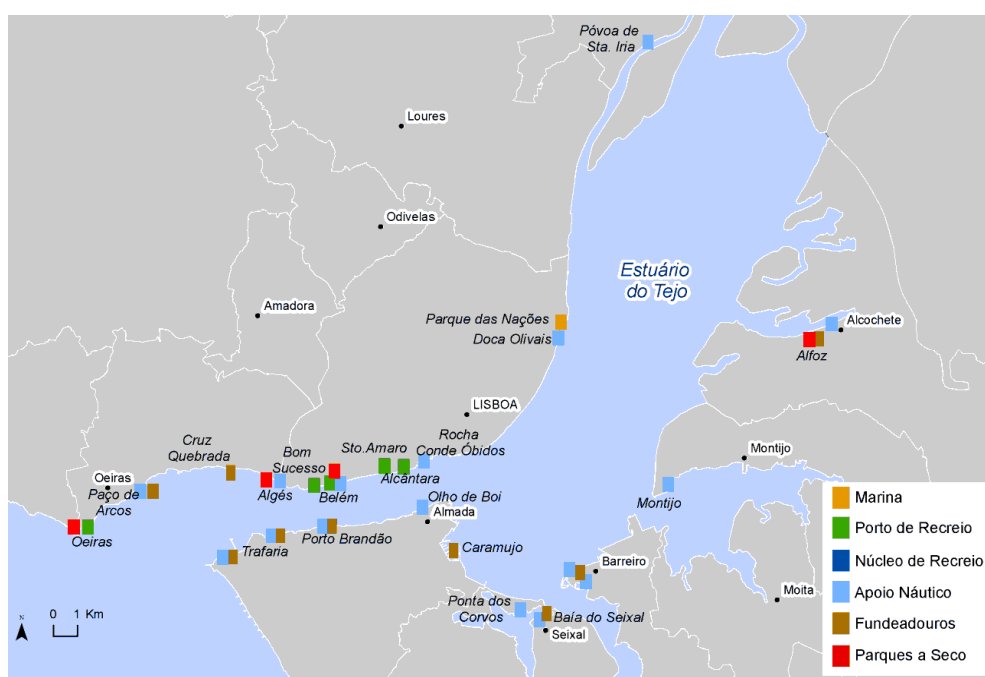 Póvoa de
Sta. Iria
Loures
Odivelas
Estuário
do Tejo
Amadora
Parque das Nações
Doca Olivais
Alcochete
Alfoz
LISBOA
Rocha
Conde Óbidos
Sto.Amaro
Alcântara
Bom
Sucesso
Belém
Cruz
Quebrada
Algés
Oeiras
Paço de
Arcos
Oeiras
Montijo
Montijo
Olho de Boi
Almada
Trafaria
Porto Brandão
Caramujo
Barreiro
Moita
Ponta dos
Corvos
Baía do Seixal
Seixal
N
0 1 Km
Marina
Porto de Recreio
Núcleo de Recreio
Apoio Náutico
Fundeadouros
Parques a Seco